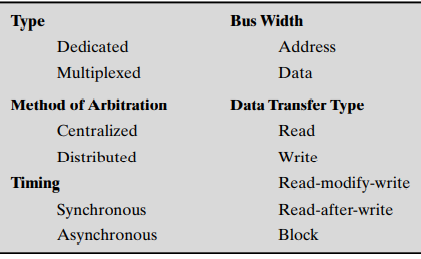 Type
Dedicated
Multiplexed
Method of Arbitration
Centralized
Distributed
Timing
Synchronous
Asynchronous
Bus Width
Address
Data
Data Transfer Type
Read
Write
Read-modify-write
Read-after-write
Block